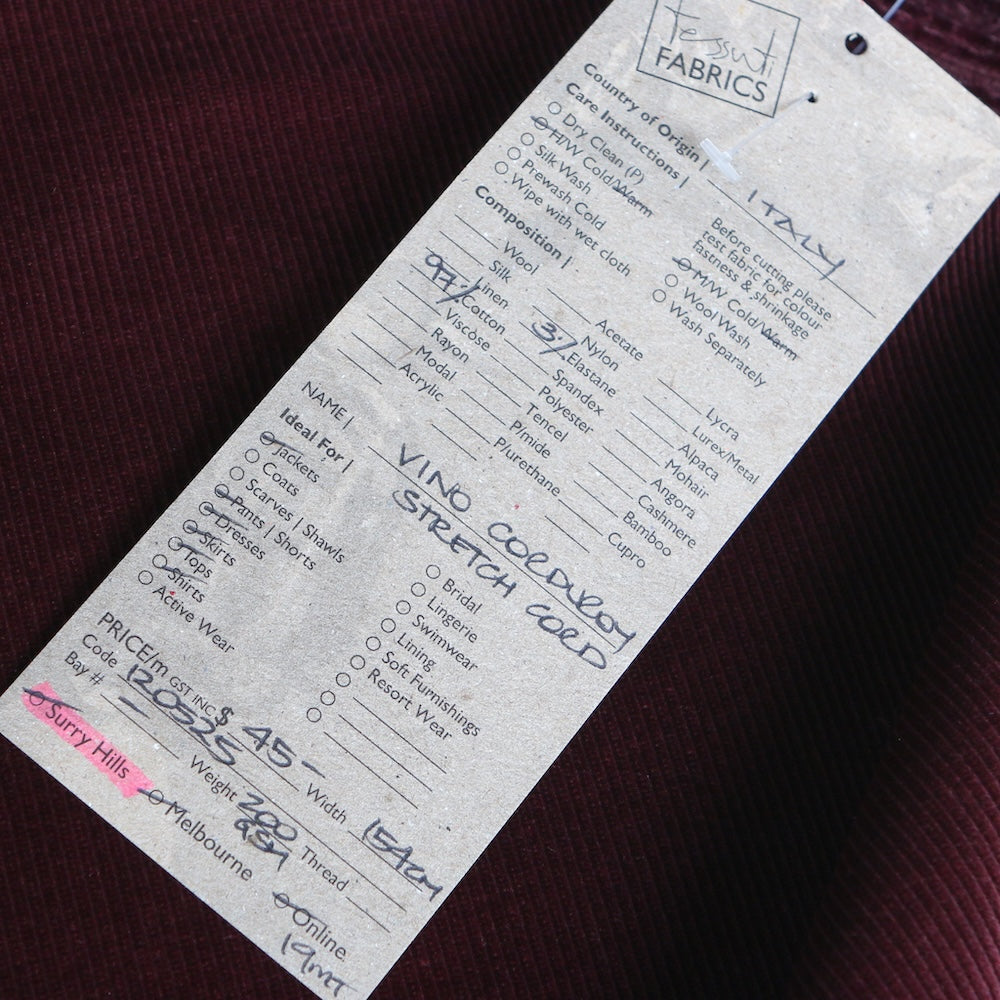 Tessuti
FABRICS
Country of Origin | ITALY
Care Instructions |
Dry Clean (P)
H/W Cold/Warm
Silk Wash
Prewash Cold
Wipe with wet cloth
Before cutting please
test fabric for colour
fastness & shrinkage
M/W Cold/Warm
Wool Wash
Wash Separately
Composition |
Wool
Silk
Linen
97% Cotton
Viscose
Rayon
Modal
Acrylic
Acetate
Nylon
3% Elastane
Spandex
Polyester
Tencel
P/mide
P/urethane
Lycra
Lurex/Metal
Alpaca
Mohair
Angora
Cashmere
Bamboo
Cupro
NAME | VINO CORDUROY
STRETCH CORD
Ideal For |
Jackets
Coats
Scarves | Shawls
Pants | Shorts
Dresses
Skirts
Tops
Shirts
Active Wear
Bridal
Lingerie
Swimwear
Lining
Soft Furnishings
Resort Wear
PRICE/m GST INC $ 45-
Width 154cm
Code 120525
Weight 200 GSM
Thread
Bay # -
Surry Hills
Melbourne
Online
19mt